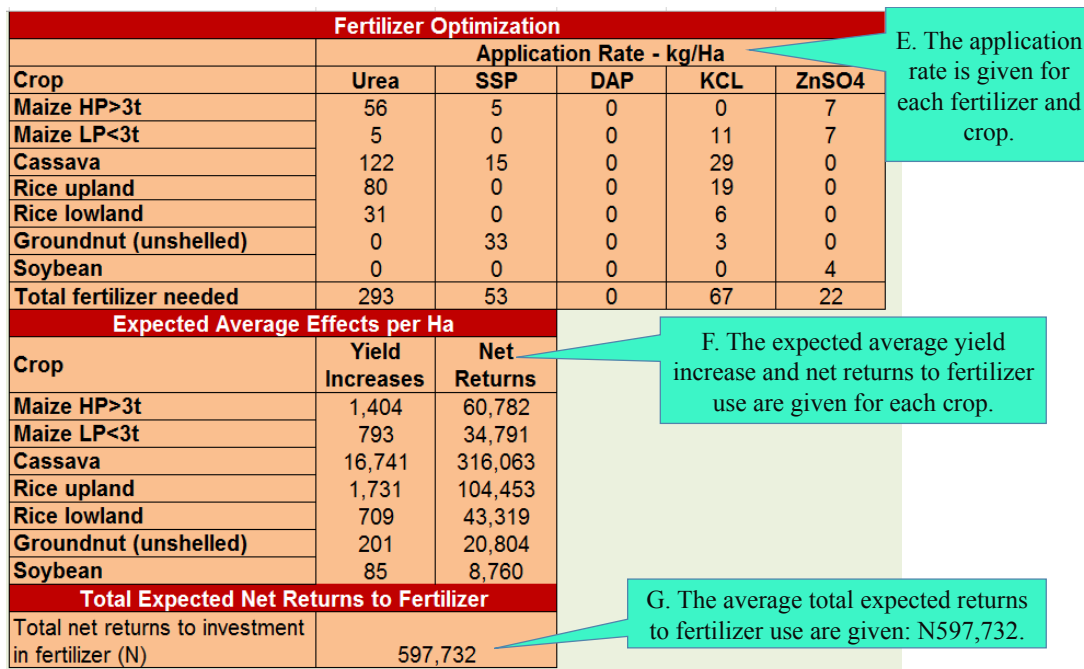 Fertilizer Optimization
Application Rate - kg/Ha
Crop Urea SSP DAP KCL ZnSO4
Maize HP>3t 56 5 0 0 7
Maize LP<3t 5 0 0 11 7
Cassava 122 15 0 29 0
Rice upland 80 0 0 19 0
Rice lowland 31 0 0 6 0
Groundnut (unshelled) 0 33 0 3 0
Soybean 0 0 0 0 4
Total fertilizer needed 293 53 0 67 22
E. The application
rate is given for
each fertilizer and
crop.
Expected Average Effects per Ha
Crop Yield Increases Net Returns
Maize HP>3t 1,404 60,782
Maize LP<3t 793 34,791
Cassava 16,741 316,063
Rice upland 1,731 104,453
Rice lowland 709 43,319
Groundnut (unshelled) 201 20,804
Soybean 85 8,760
F. The expected average yield
increase and net returns to fertilizer
use are given for each crop.
Total Expected Net Returns to Fertilizer
Total net returns to investment
in fertilizer (N) 597,732
G. The average total expected returns
to fertilizer use are given: N597,732.